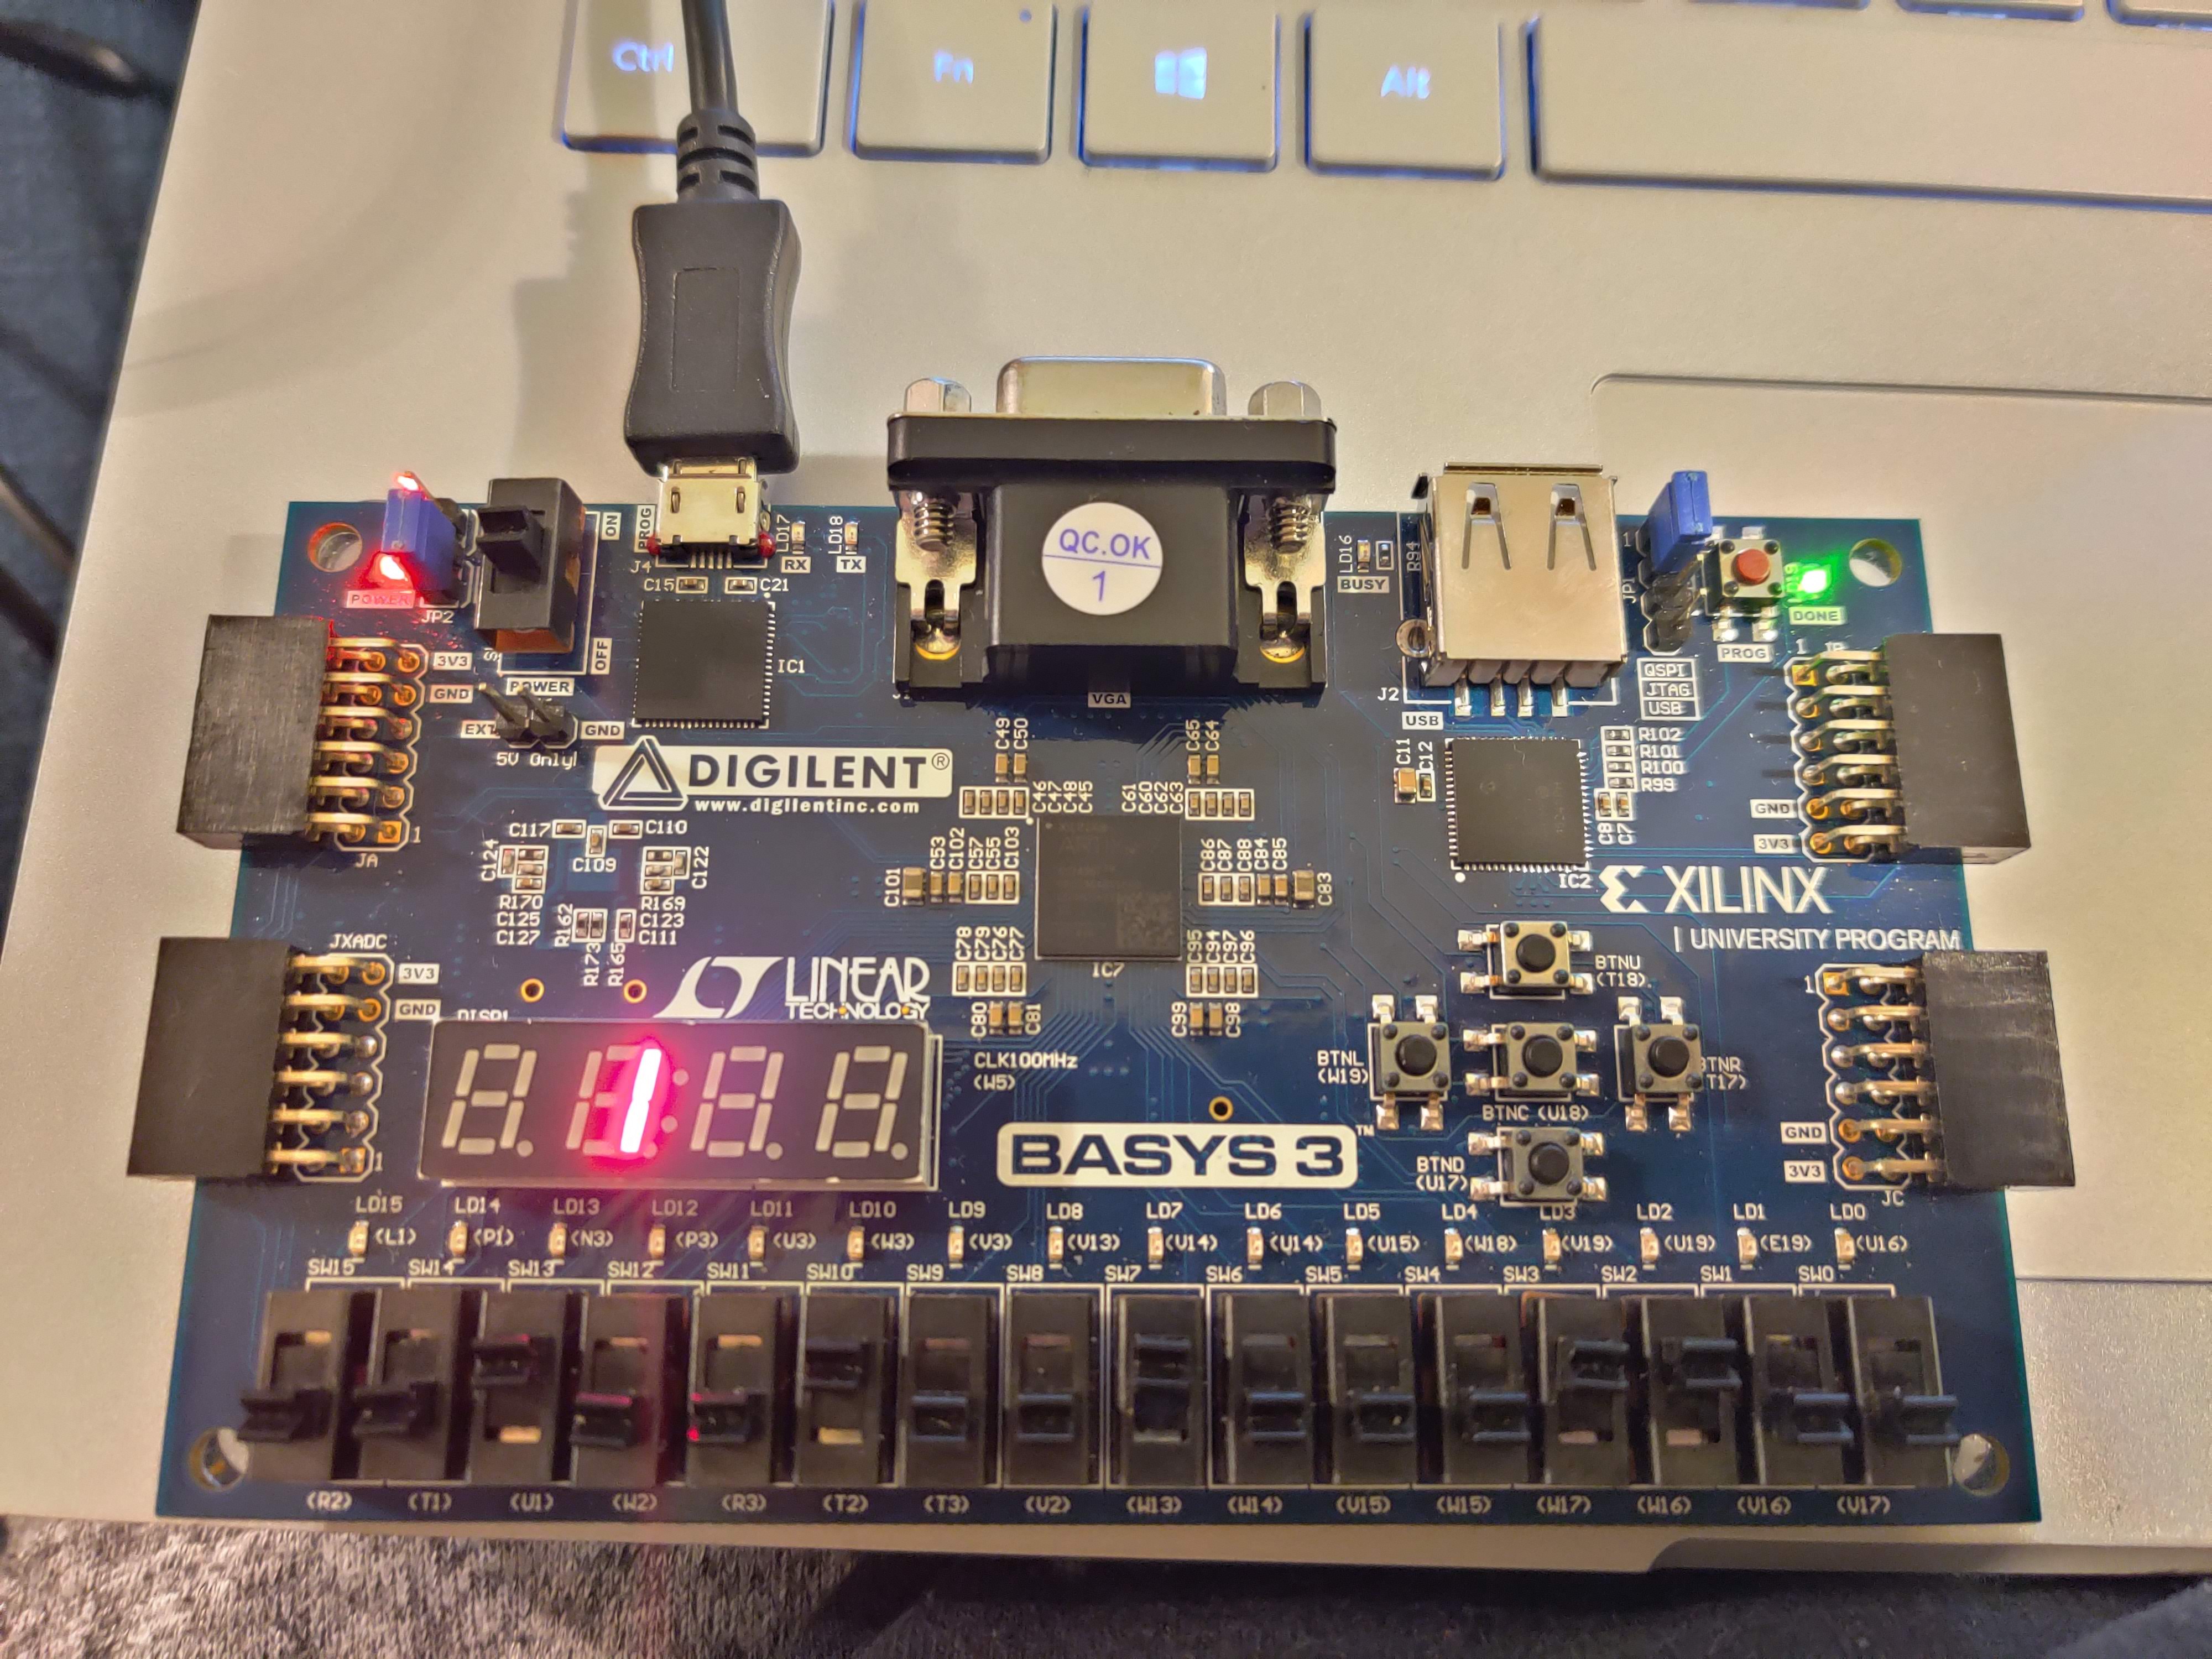 Ctrl Fn Alt
QC.OK
1
PROG
J4
LD17
RX
LD18
TX
ON
OFF
POWER
JP2
POWER
C15 C21
IC1
LD16
BUSY
R94
JP1
1
DONE
PROG
QSPI
JTAG
USB
J2
USB
VGA
3V3
GND
1
JA
EXT GND
5V Only!
DIGILENT®
www.digilentinc.com
C49
C50
C65
C64
C46
C47
C48
C45
C61
C60
C62
C63
C11
C12
R102
R101
R100
R99
C8
C7
IC2
1
GND
3V3
C117 C110
C109
C124
C122
R170
C125
C127
R162
R173
R165
R169
C123
C111
C101
C53
C102
C57
C55
C103
C86
C87
C88
C84
C85
C83
C78
C79
C76
C77
C95
C94
C97
C96
C80
C81
C99
C98
IC7
XILINX
UNIVERSITY PROGRAM
JXADC
3V3
GND
1
LINEAR
TECHNOLOGY
DISP1
CLK100MHz
(W5)
BASYS 3™
BTNU
(T18)
BTNL
(W19)
BTNR
T17)
BTNC (U18)
BTND
(U17)
1
GND
3V3
JC
LD15 LD14 LD13 LD12 LD11 LD10 LD9 LD8 LD7 LD6 LD5 LD4 LD3 LD2 LD1 LD0
(L1) (P1) (N3) (P3) (U3) (W3) (V3) (V13) (V14) (U14) (U15) (W18) (V19) (U19) (E19) (U16)
SW15 SW14 SW13 SW12 SW11 SW10 SW9 SW8 SW7 SW6 SW5 SW4 SW3 SW2 SW1 SW0
(R2) (T1) (U1) (W2) (R3) (T2) (T3) (V2) (W13) (W14) (V15) (W15) (W17) (W16) (V16) (V17)